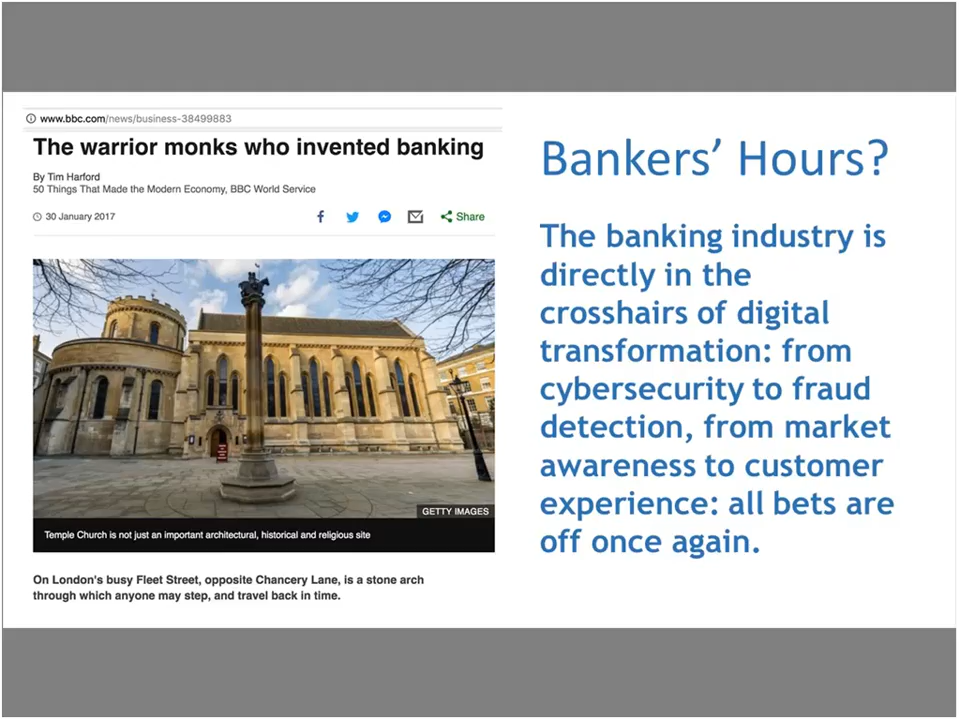 www.bbc.com/news/business-38499883
The warrior monks who invented banking
By Tim Harford
50 Things That Made the Modern Economy, BBC World Service
30 January 2017
Share
GETTY IMAGES
Temple Church is not just an important architectural, historical and religious site
On London's busy Fleet Street, opposite Chancery Lane, is a stone arch
through which anyone may step, and travel back in time.
Bankers’ Hours?
The banking industry is
directly in the
crosshairs of digital
transformation: from
cybersecurity to fraud
detection, from market
awareness to customer
experience: all bets are
off once again.